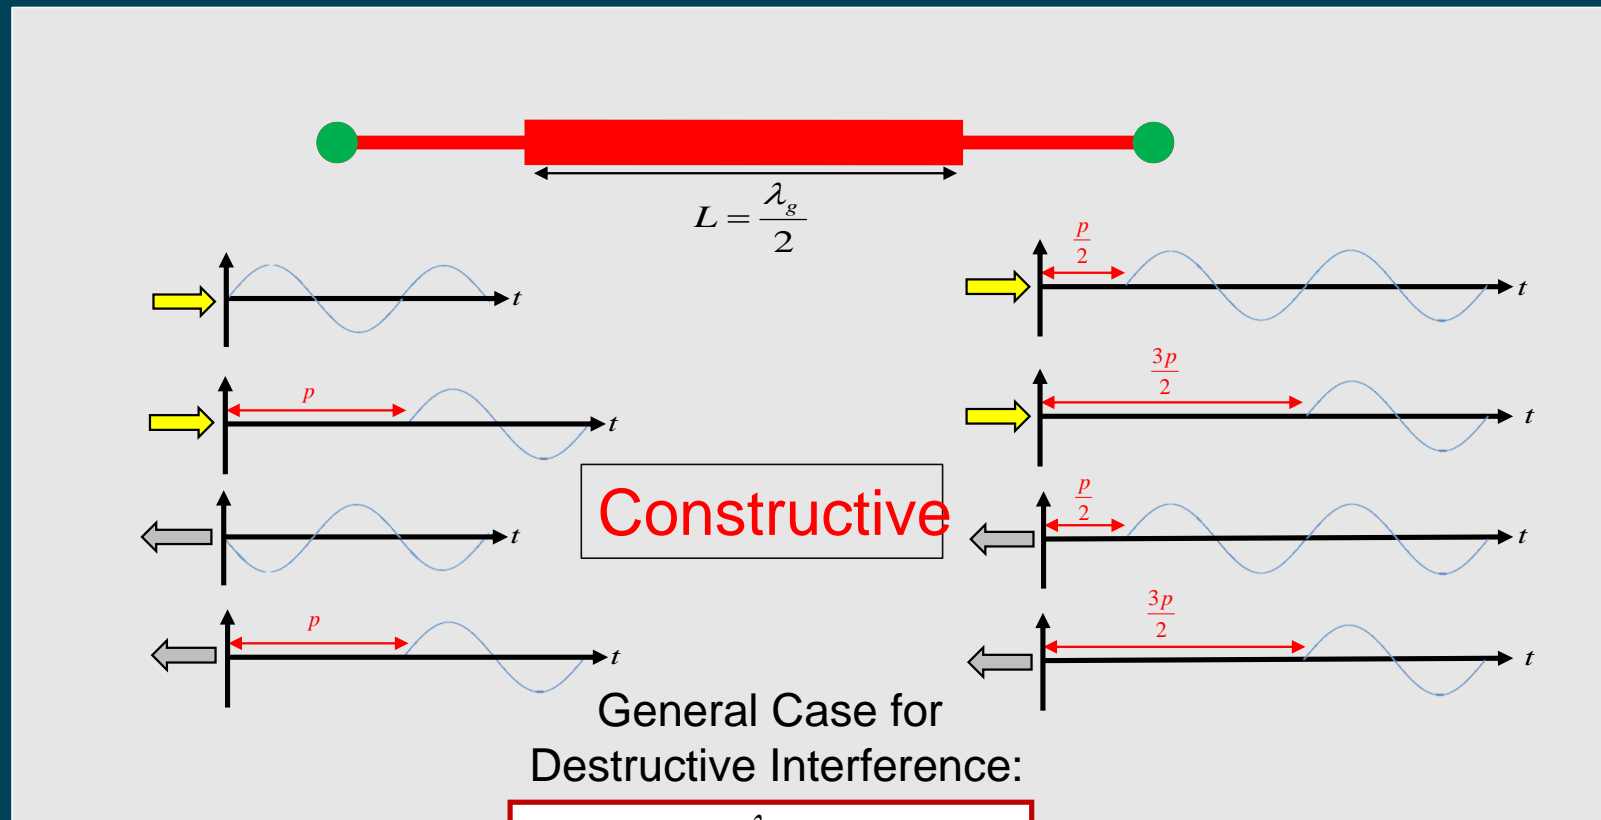 L = λg/2
p/2
t
t
3p/2
p
t
t
Constructive
p/2
t
t
3p/2
p
t
t
General Case for
Destructive Interference: